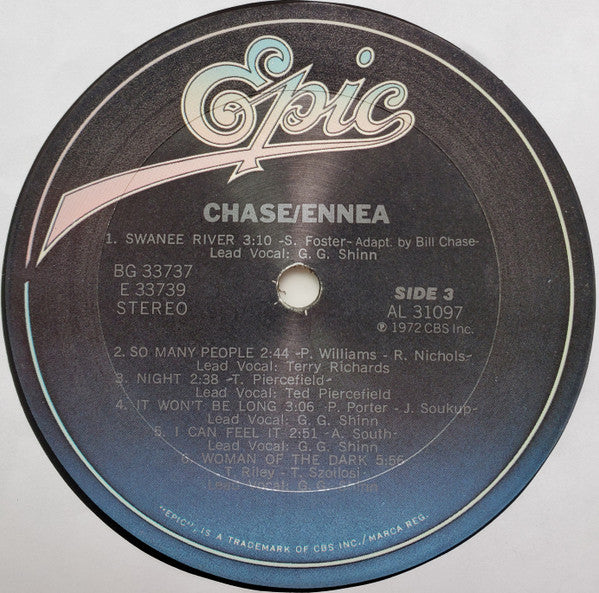 Epic
CHASE/ENNEA
1. SWANEE RIVER 3:10 -S. Foster- Adapt. by Bill Chase-
Lead Vocal: G. G. Shinn
BG 33737
E 33739
STEREO
SIDE 3
AL 31097
℗ 1972 CBS Inc.
2. SO MANY PEOPLE 2:44 -P. Williams - R. Nichols-
Lead Vocal: Terry Richards
3. NIGHT 2:38 -T. Piercefield-
Lead Vocal: Ted Piercefield
4. IT WON'T BE LONG 3:06 -P. Porter - J. Soukup-
Lead Vocal: G. G. Shinn
5. I CAN FEEL IT 2:51 -A. South-
Lead Vocal: G. G. Shinn
6. WOMAN OF THE DARK 5:56
T. Riley - T. Szollosi-
Lead Vocal: G. G. Shinn
"EPIC", IS A TRADEMARK OF CBS INC./MARCA REG.